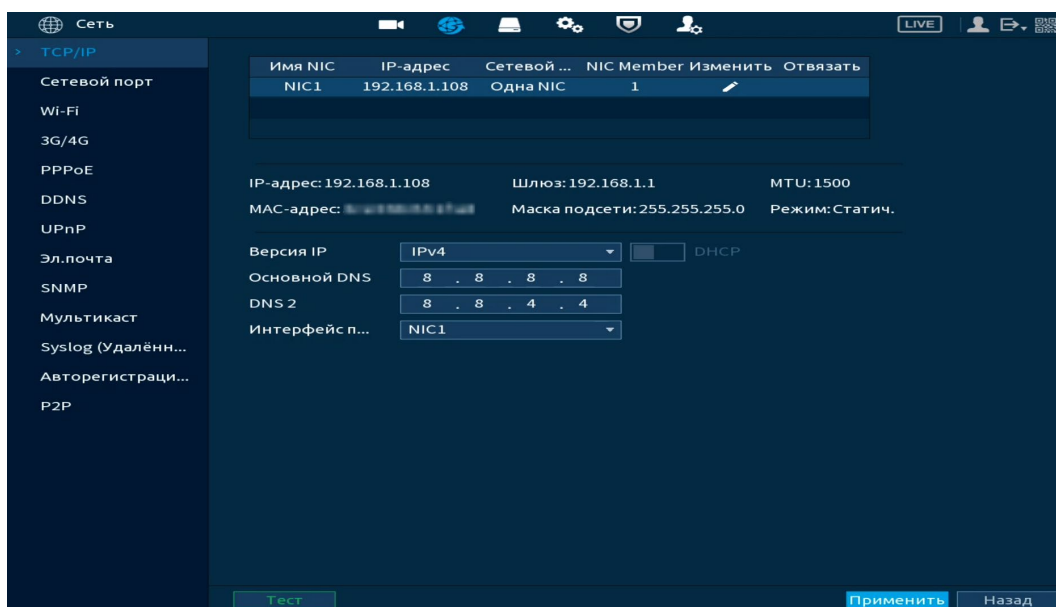 Сеть
LIVE
TCP/IP
Сетевой порт
Wi-Fi
3G/4G
PPPoE
DDNS
UPnP
Эл.почта
SNMP
Мультикаст
Syslog (Удалённ...
Авторегистраци...
P2P
Имя NIC IP-адрес Сетевой ... NIC Member Изменить Отвязать
NIC1 192.168.1.108 Одна NIC 1
IP-адрес:192.168.1.108 Шлюз:192.168.1.1 MTU:1500
MAC-адрес: Маска подсети:255.255.255.0 Режим:Статич.
Версия IP IPv4 DHCP
Основной DNS 8 . 8 . 8 . 8
DNS 2 8 . 8 . 4 . 4
Интерфейс п... NIC1
Тест Применить Назад